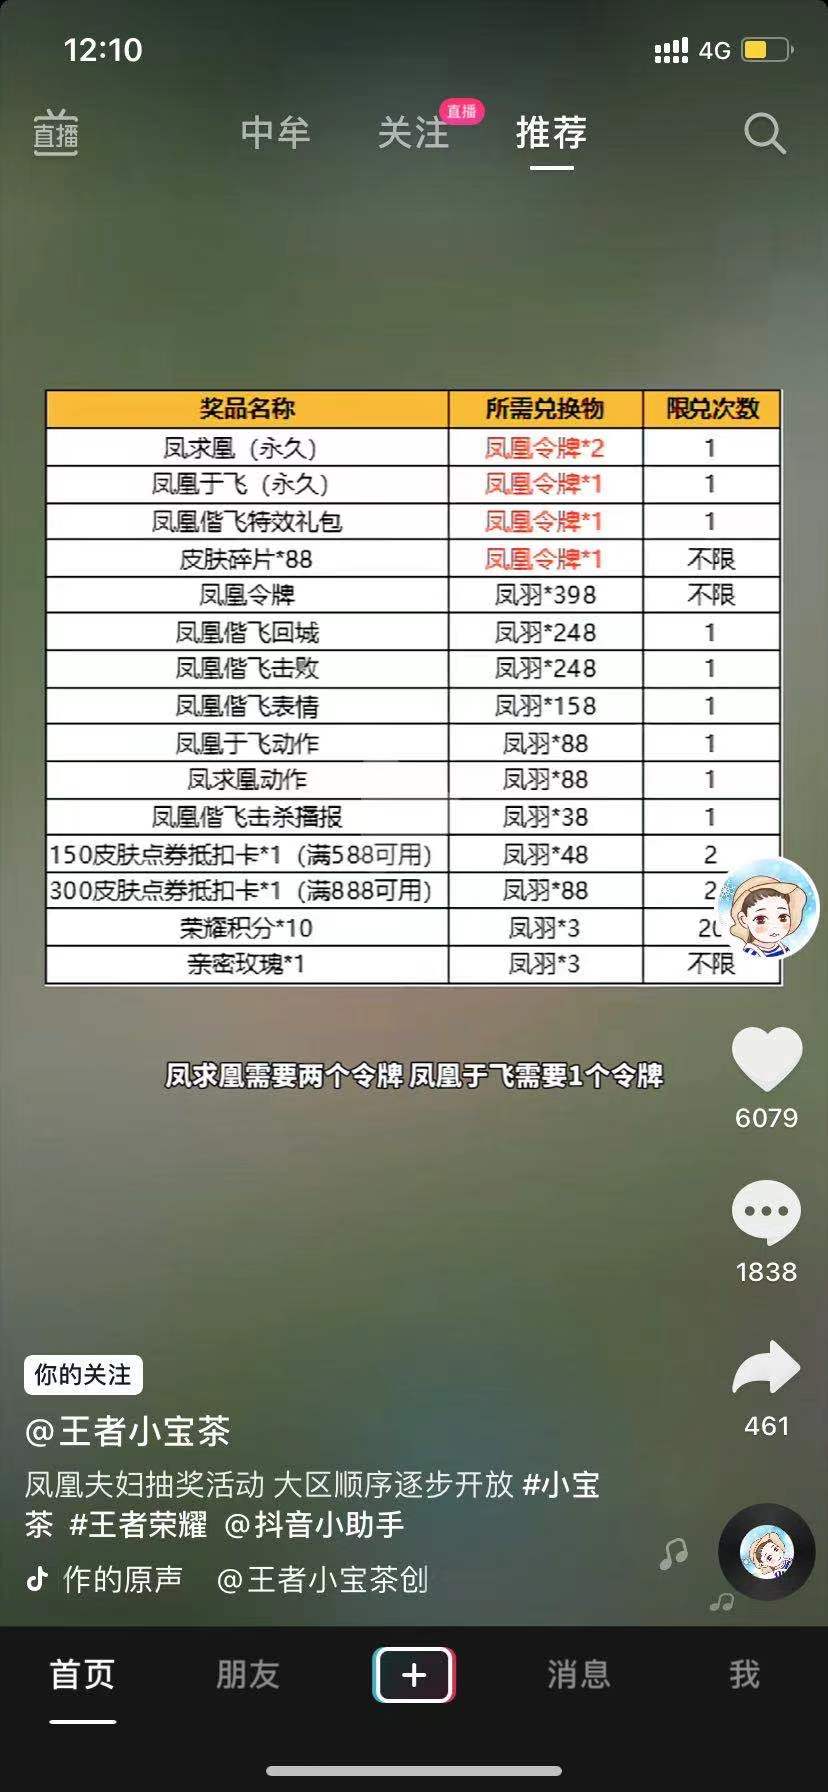 12:10
4G
直播 中牟 关注 直播 推荐
奖品名称 所需兑换物 限兑次数
凤求凰（永久） 凤凰令牌*2 1
凤凰于飞（永久） 凤凰令牌*1 1
凤凰偕飞特效礼包 凤凰令牌*1 1
皮肤碎片*88 凤凰令牌*1 不限
凤凰令牌 凤羽*398 不限
凤凰偕飞回城 凤羽*248 1
凤凰偕飞击败 凤羽*248 1
凤凰偕飞表情 凤羽*158 1
凤凰于飞动作 凤羽*88 1
凤求凰动作 凤羽*88 1
凤凰偕飞击杀播报 凤羽*38 1
150皮肤点券抵扣卡*1（满588可用） 凤羽*48 2
300皮肤点券抵扣卡*1（满888可用） 凤羽*88 2
荣耀积分*10 凤羽*3
亲密玫瑰*1 凤羽*3 不限
凤求凰需要两个令牌 凤凰于飞需要1个令牌
6079
1838
461
你的关注
@王者小宝茶
凤凰夫妇抽奖活动 大区顺序逐步开放 #小宝
茶 #王者荣耀 @抖音小助手
作的原声 @王者小宝茶创
首页 朋友 消息 我